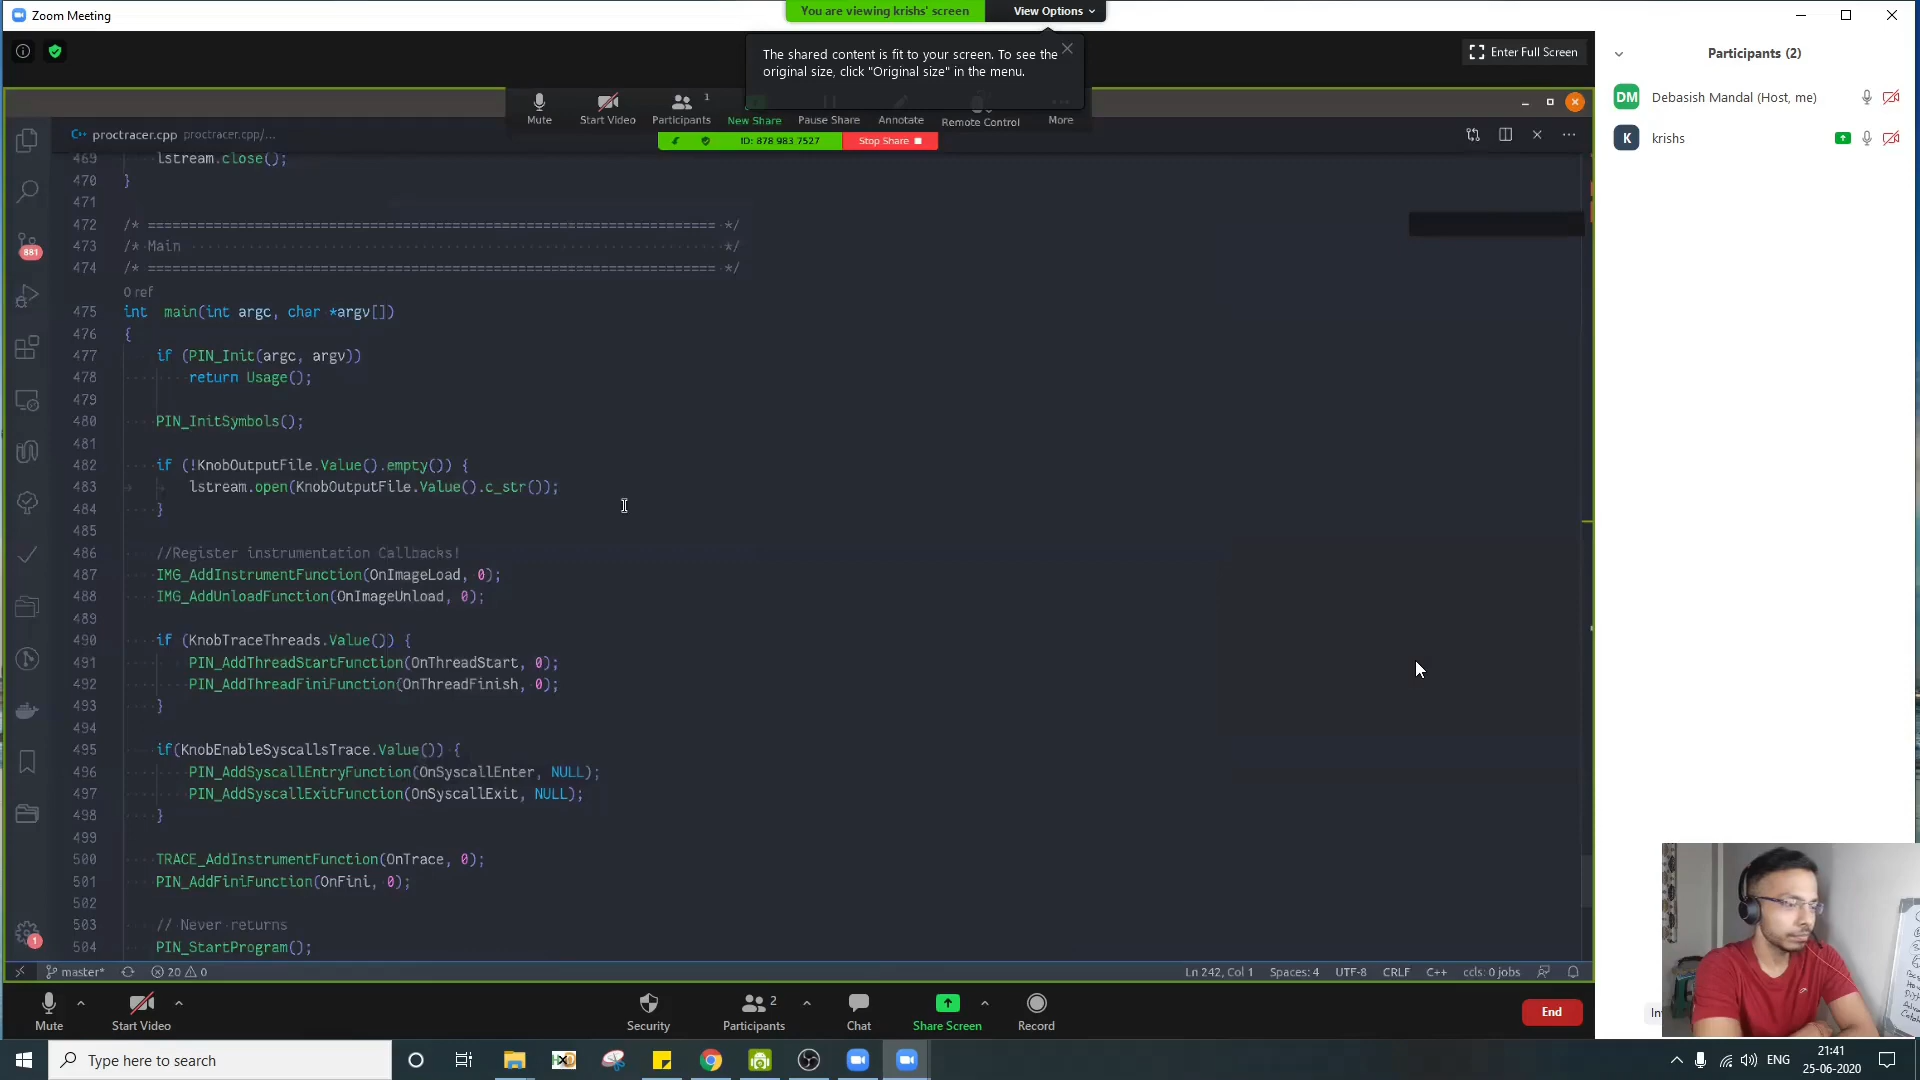 Zoom Meeting
You are viewing krishs' screen
View Options
The shared content is fit to your screen. To see the
original size, click "Original size" in the menu.
Enter Full Screen
Participants (2)
DM Debasish Mandal (Host, me)
K krishs
Mute
Start Video
Participants 1
New Share
Pause Share
Annotate
Remote Control
More
ID: 878 983 7527
Stop Share
C++ proctracer.cpp proctracer.cpp/...
469 lstream.close();
470 }
471
472 /* ===================================================================== */
473 /* Main */
474 /* ===================================================================== */
0 ref
475 int main(int argc, char *argv[])
476 {
477 if (PIN_Init(argc, argv))
478 return Usage();
479
480 PIN_InitSymbols();
481
482 if (!KnobOutputFile.Value().empty()) {
483 lstream.open(KnobOutputFile.Value().c_str());
484 }
485
486 //Register instrumentation Callbacks!
487 IMG_AddInstrumentFunction(OnImageLoad, 0);
488 IMG_AddUnloadFunction(OnImageUnload, 0);
489
490 if (KnobTraceThreads.Value()) {
491 PIN_AddThreadStartFunction(OnThreadStart, 0);
492 PIN_AddThreadFiniFunction(OnThreadFinish, 0);
493 }
494
495 if(KnobEnableSyscallsTrace.Value()) {
496 PIN_AddSyscallEntryFunction(OnSyscallEnter, NULL);
497 PIN_AddSyscallExitFunction(OnSyscallExit, NULL);
498 }
499
500 TRACE_AddInstrumentFunction(OnTrace, 0);
501 PIN_AddFiniFunction(OnFini, 0);
502
503 // Never returns
504 PIN_StartProgram();
881
1
master*
20 0
Ln 242, Col 1
Spaces: 4
UTF-8
CRLF
C++
ccls: 0 jobs
Mute
Start Video
Security
Participants 2
Chat
Share Screen
Record
End
Type here to search
ENG
21:41
25-06-2020